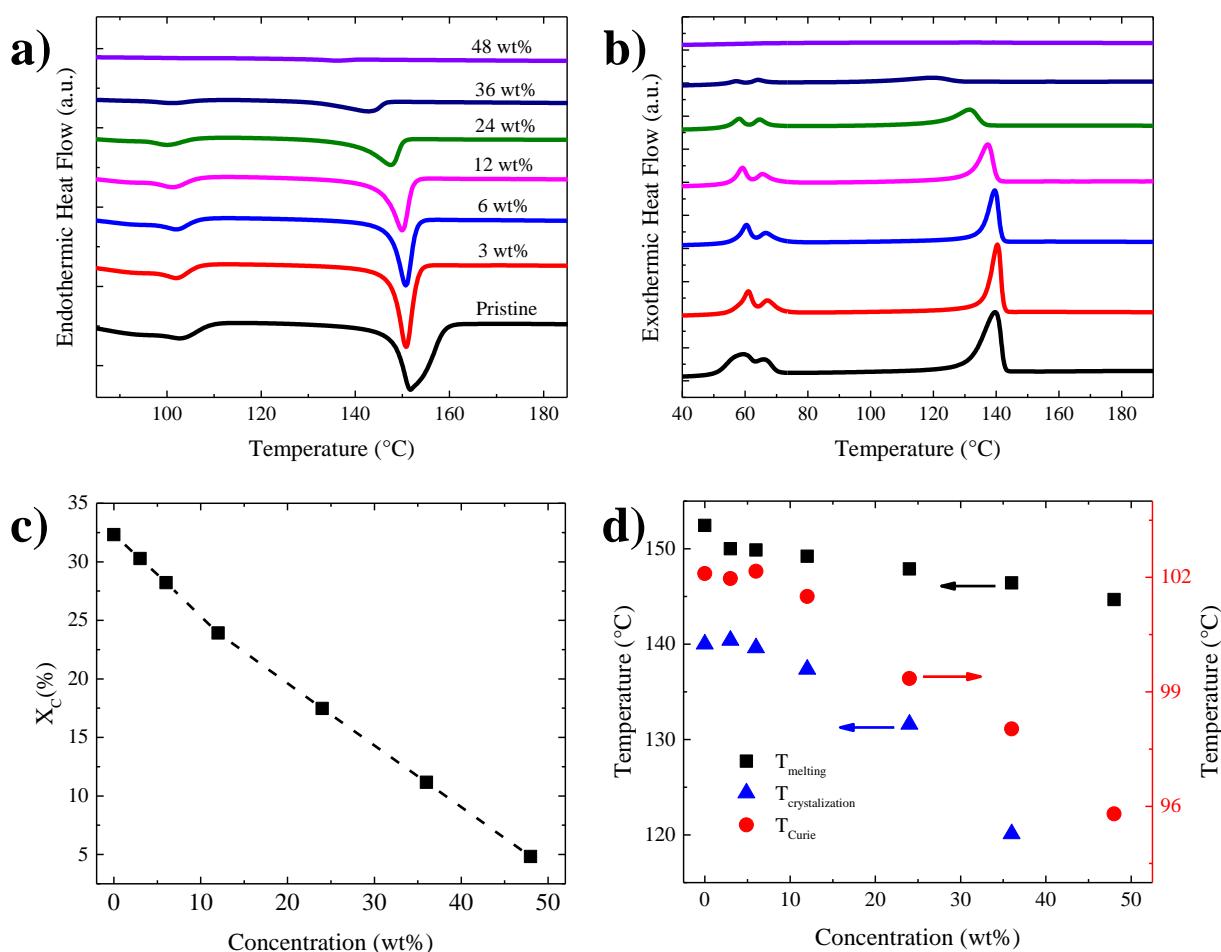 a)
Endothermic Heat Flow (a.u.)
48 wt%
36 wt%
24 wt%
12 wt%
6 wt%
3 wt%
Pristine
100 120 140 160 180
Temperature (°C)
b)
Exothermic Heat Flow (a.u.)
40 60 80 100 120 140 160 180
Temperature (°C)
c)
X_C(%)
35
30
25
20
15
10
5
0 10 20 30 40 50
Concentration (wt%)
d)
Temperature (°C)
150
140
130
120
T_melting
T_crystalization
T_Curie
102
99
96
Temperature (°C)
0 10 20 30 40 50
Concentration (wt%)